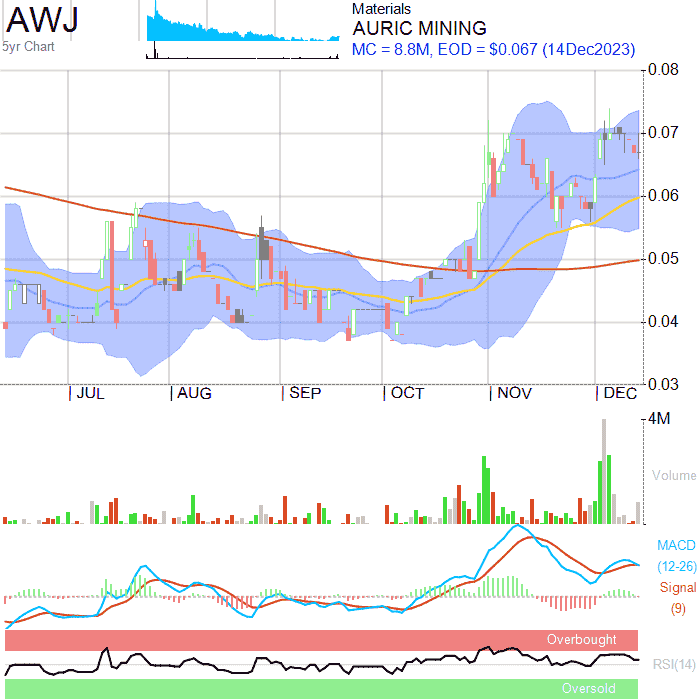 AWJ
5yr Chart
Materials
AURIC MINING
MC = 8.8M, EOD = $0.067 (14Dec2023)
0.08
0.07
0.06
0.05
0.04
0.03
JUL AUG SEP OCT NOV DEC
4M
Volume
MACD
(12-26)
Signal
(9)
Overbought
RSI(14)
Oversold